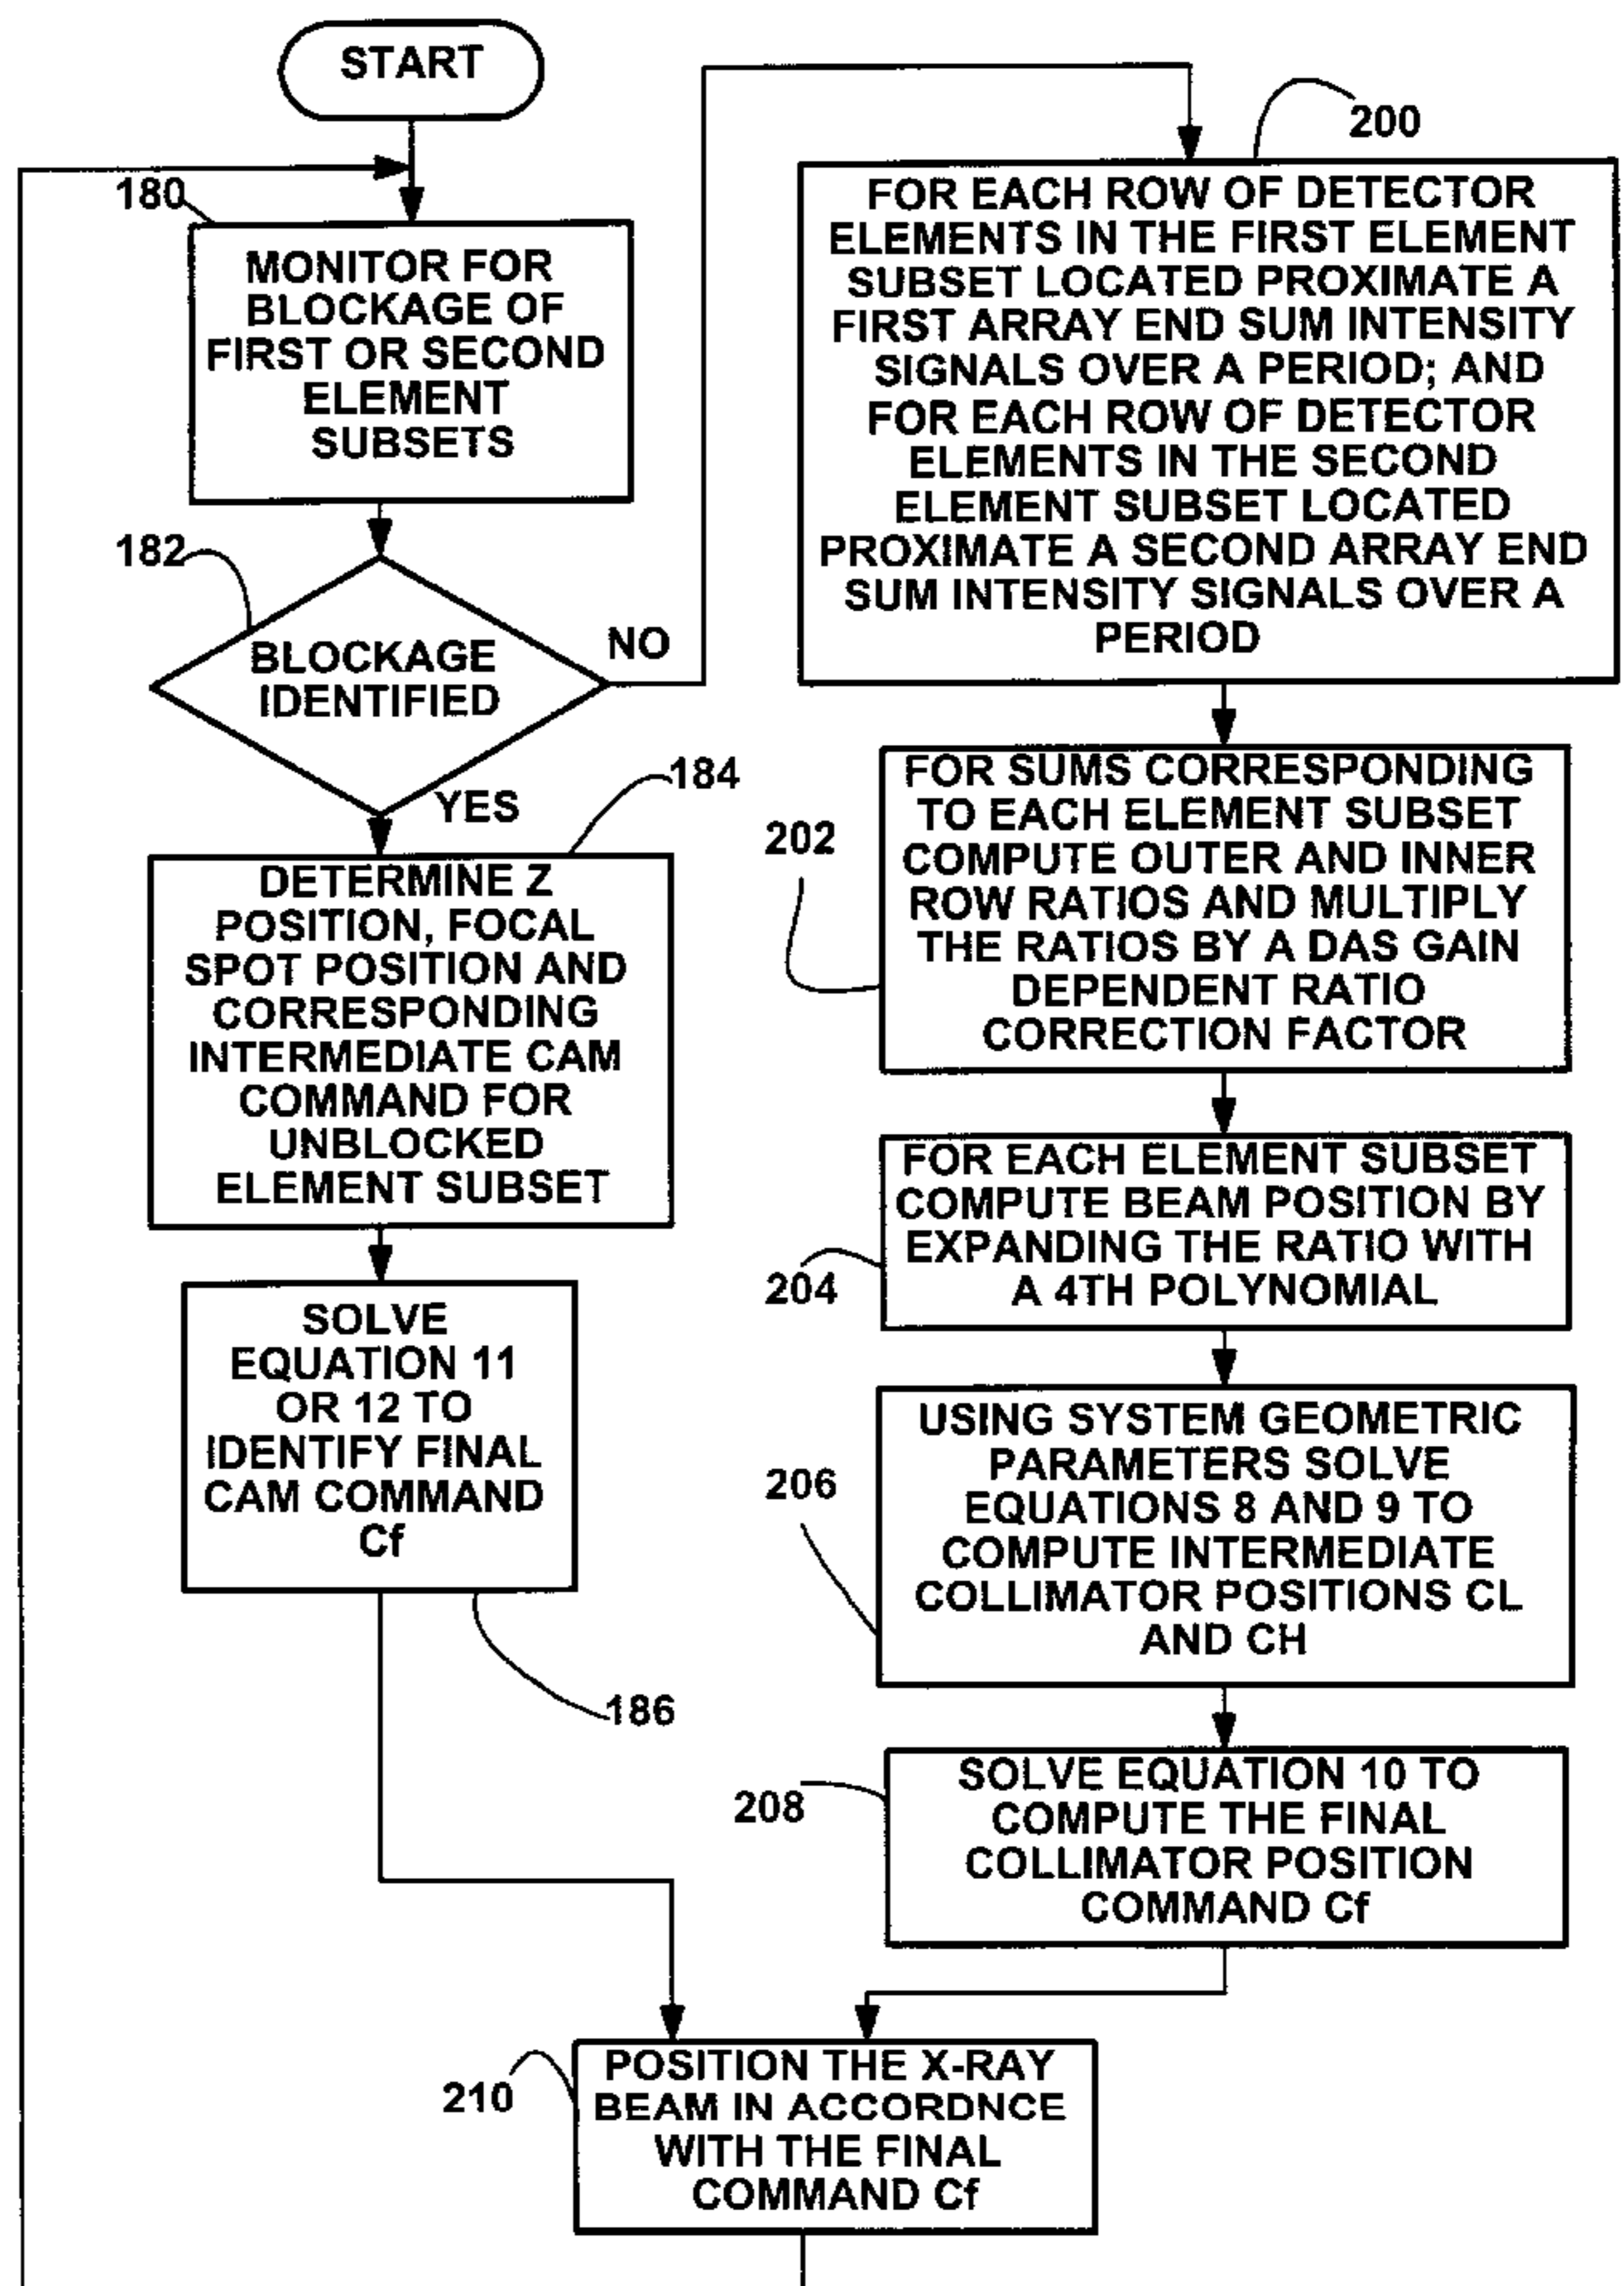 START
180
MONITOR FOR
BLOCKAGE OF
FIRST OR SECOND
ELEMENT
SUBSETS
182
BLOCKAGE
IDENTIFIED
NO
YES
184
DETERMINE Z
POSITION, FOCAL
SPOT POSITION AND
CORRESPONDING
INTERMEDIATE CAM
COMMAND FOR
UNBLOCKED
ELEMENT SUBSET
SOLVE
EQUATION 11
OR 12 TO
IDENTIFY FINAL
CAM COMMAND
Cf
186
200
FOR EACH ROW OF DETECTOR
ELEMENTS IN THE FIRST ELEMENT
SUBSET LOCATED PROXIMATE A
FIRST ARRAY END SUM INTENSITY
SIGNALS OVER A PERIOD; AND
FOR EACH ROW OF DETECTOR
ELEMENTS IN THE SECOND
ELEMENT SUBSET LOCATED
PROXIMATE A SECOND ARRAY END
SUM INTENSITY SIGNALS OVER A
PERIOD
202
FOR SUMS CORRESPONDING
TO EACH ELEMENT SUBSET
COMPUTE OUTER AND INNER
ROW RATIOS AND MULTIPLY
THE RATIOS BY A DAS GAIN
DEPENDENT RATIO
CORRECTION FACTOR
204
FOR EACH ELEMENT SUBSET
COMPUTE BEAM POSITION BY
EXPANDING THE RATIO WITH
A 4TH POLYNOMIAL
206
USING SYSTEM GEOMETRIC
PARAMETERS SOLVE
EQUATIONS 8 AND 9 TO
COMPUTE INTERMEDIATE
COLLIMATOR POSITIONS CL
AND CH
208
SOLVE EQUATION 10 TO
COMPUTE THE FINAL
COLLIMATOR POSITION
COMMAND Cf
210
POSITION THE X-RAY
BEAM IN ACCORDNCE
WITH THE FINAL
COMMAND Cf